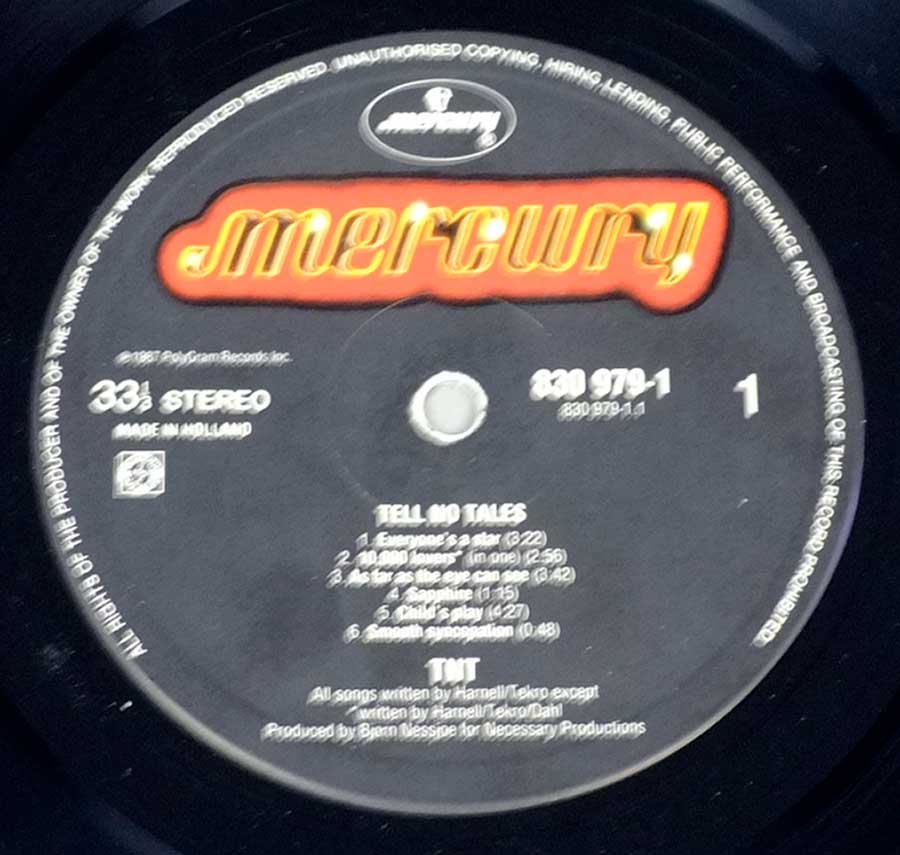 ALL RIGHTS OF THE PRODUCER AND OF THE OWNER OF THE WORK REPRODUCED RESERVED. UNAUTHORISED COPYING, HIRING, LENDING, PUBLIC PERFORMANCE AND BROADCASTING OF THIS RECORD PROHIBITED.
mercury
mercury
℗ 1987 PolyGram Records Inc.
33⅓ STEREO
MADE IN HOLLAND
830 979-1
830 979-1.1
1
TELL NO TALES
1. Everyone's a star (3:22)
2. 10,000 lovers* (in one) (2:56)
3. As far as the eye can see (3:42)
4. Sapphire (1:15)
5. Child's play (4:27)
6. Smooth syncopation (0:48)
TNT
All songs written by Harnell/Tekro except
*written by Harnell/Tekro/Dahl
Produced by Bjørn Nessjoe for Necessary Productions